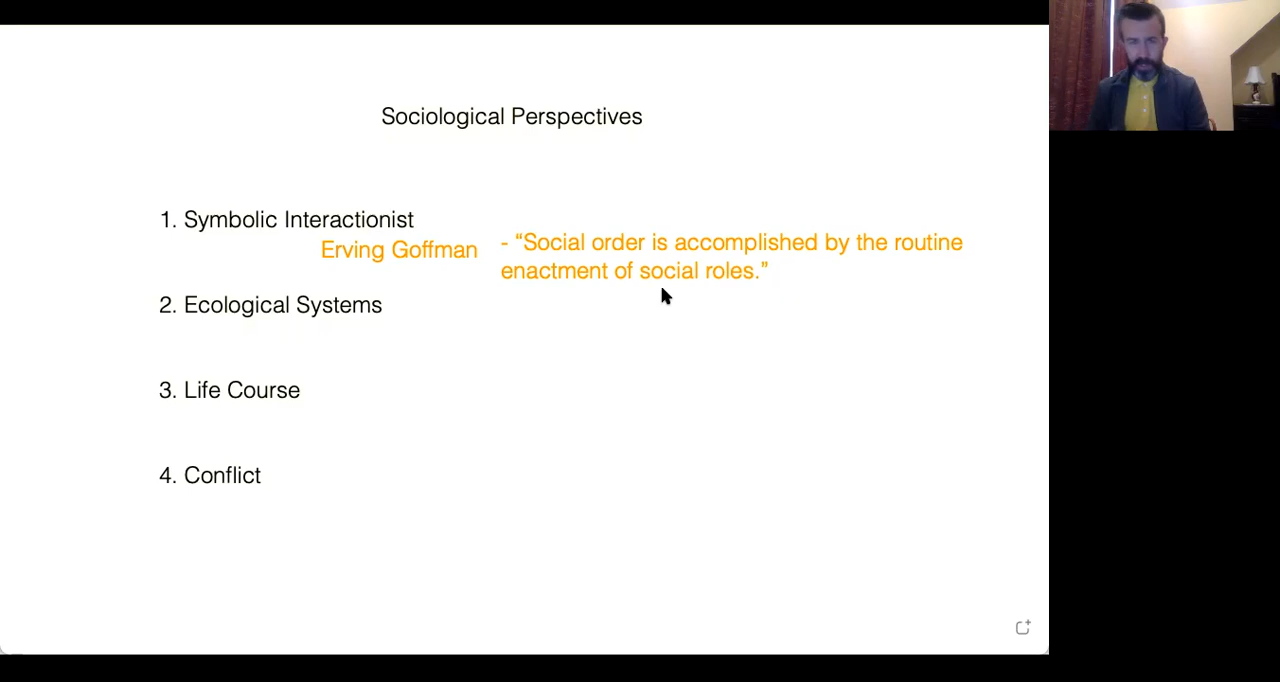 Sociological Perspectives
1. Symbolic Interactionist
Erving Goffman
- “Social order is accomplished by the routine
enactment of social roles.”
2. Ecological Systems
3. Life Course
4. Conflict